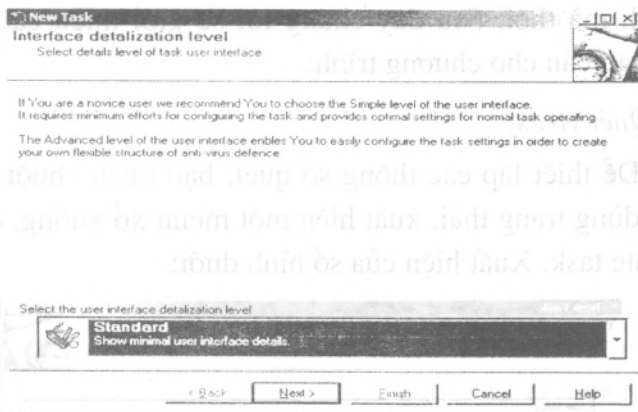 New Task
Interface detalization level
Select details level of task user interface
If You are a novice user we recommend You to choose the Simple level of the user interface.
It requires minimum efforts for configuring the task and provides optimal settings for normal task operating
The Advanced level of the user interface enbles You to easily configure the task settings in order to create
your own flexible structure of anti-virus defence
Select the user interface detalization level
Standard
Show minimal user interface details.
< Back
Next >
Finish
Cancel
Help